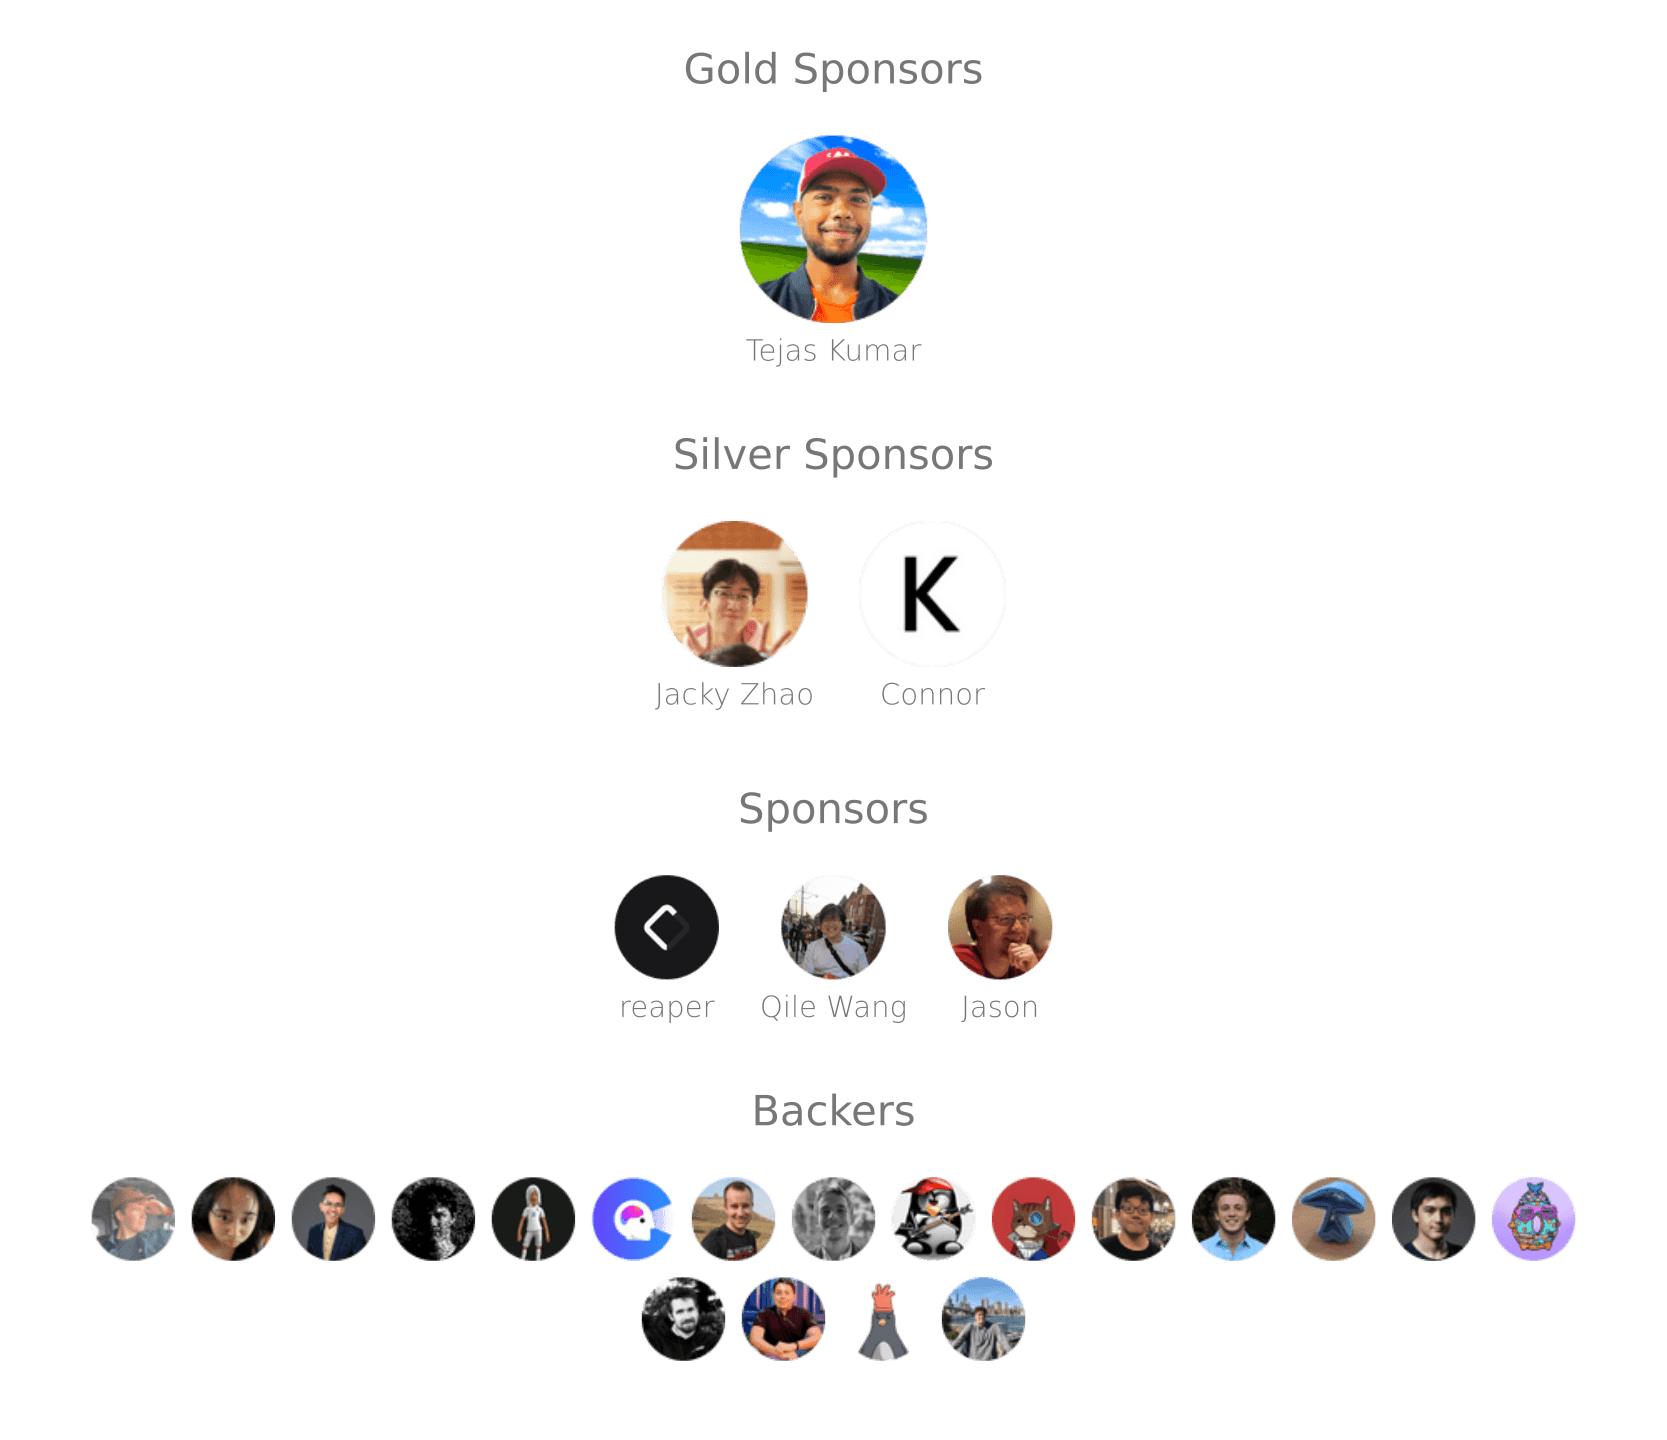 Gold Sponsors
Tejas Kumar
Silver Sponsors
K
Jacky Zhao Connor
Sponsors
reaper Qile Wang Jason
Backers